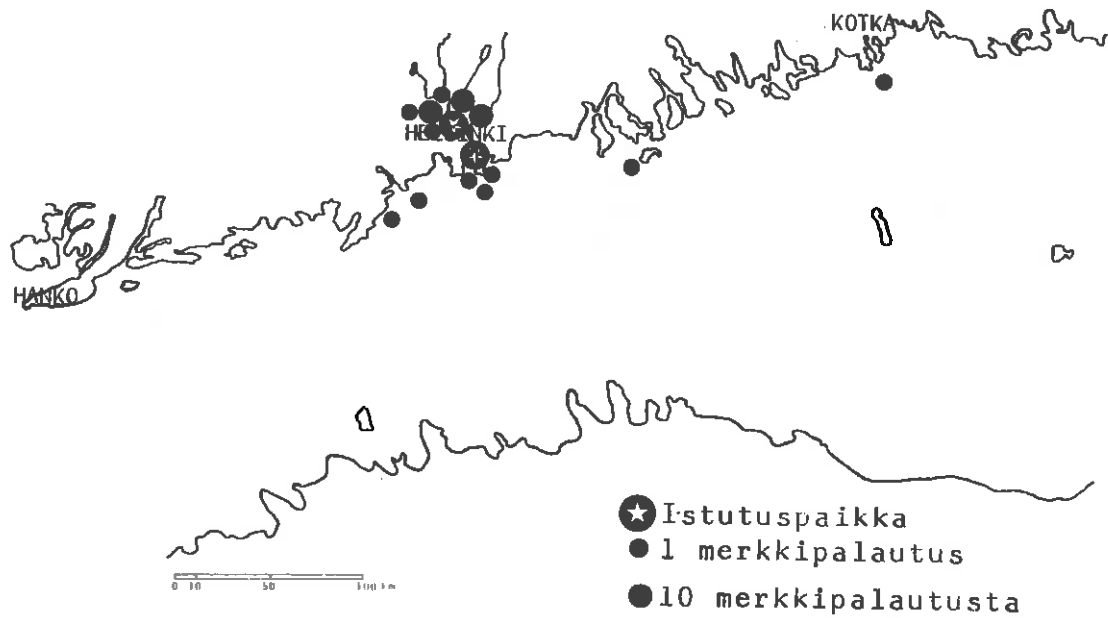 KOTKA
HELSINKI
HANKO
Istutuspaikka
1 merkkipalautus
10 merkkipalautusta
0 10 50 100 km